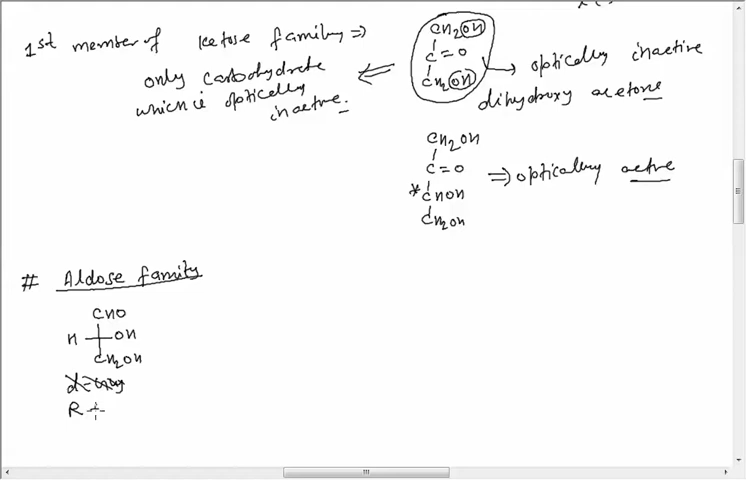 1st member of ketose family ⇒
only carbohydrate
which is optically
inactive.
CH2OH
C=O
CH2OH
→ optically inactive
dihydroxy acetone
CH2OH
C=O
*CHOH
CH2OH
⇒ optically active
# Aldose family
CHO
H OH
CH2OH
R